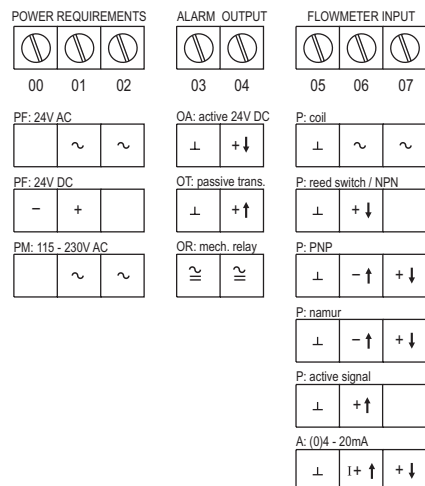 POWER REQUIREMENTS
00 01 02
PF: 24V AC
∼ ∼
PF: 24V DC
− +
PM: 115 - 230V AC
∼ ∼
ALARM OUTPUT
03 04
OA: active 24V DC
⊥ +↓
OT: passive trans.
⊥ +↑
OR: mech. relay
≅ ≅
FLOWMETER INPUT
05 06 07
P: coil
⊥ ∼ ∼
P: reed switch / NPN
⊥ +↓
P: PNP
⊥ −↑ +↓
P: namur
⊥ −↑ +↓
P: active signal
⊥ +↑
A: (0)4 - 20mA
⊥ I+ ↑ +↓